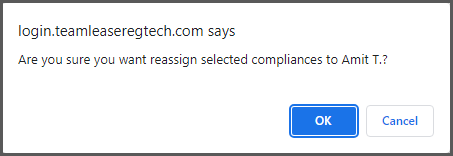 login.teamleaseregtech.com says
Are you sure you want reassign selected compliances to Amit T.?
OK
Cancel